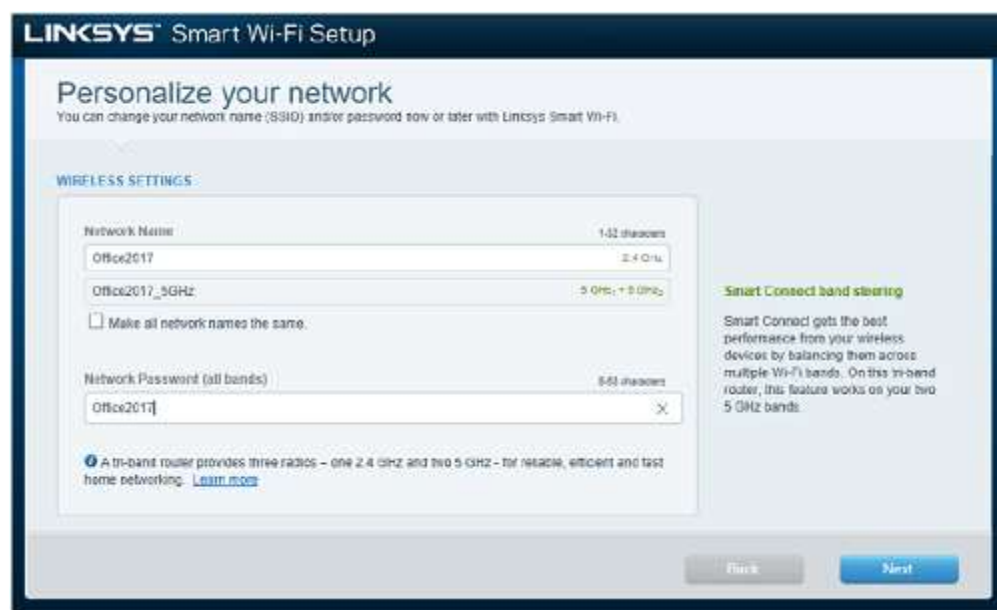 LINKSYS™ Smart Wi-Fi Setup
Personalize your network
You can change your network name (SSID) and/or password now or later with Linksys Smart Wi-Fi.
WIRELESS SETTINGS
Network Name 1-32 characters
Office2017 2.4 GHz
Office2017_5GHz 5 GHz₁ + 5 GHz₂
Make all network names the same.
Network Password (all bands) 8-63 characters
Office2017
A tri-band router provides three radios – one 2.4 GHz and two 5 GHz - for reliable, efficient and fast
home networking. Learn more
Smart Connect band steering
Smart Connect gets the best
performance from your wireless
devices by balancing them across
multiple Wi-Fi bands. On this tri-band
router, this feature works on your two
5 GHz bands.
Back Next